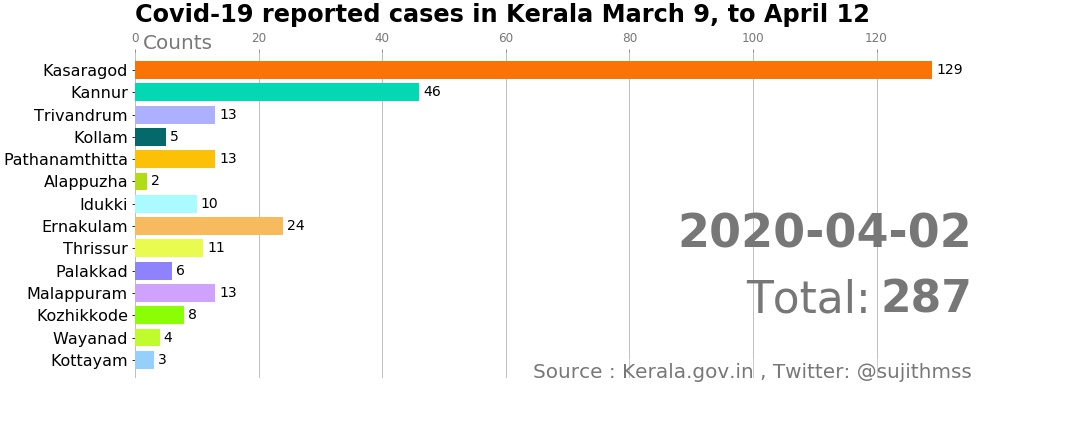 Covid-19 reported cases in Kerala March 9, to April 12
0 20 40 60 80 100 120
Counts
Kasaragod 129
Kannur 46
Trivandrum 13
Kollam 5
Pathanamthitta 13
Alappuzha 2
Idukki 10
Ernakulam 24
Thrissur 11
Palakkad 6
Malappuram 13
Kozhikkode 8
Wayanad 4
Kottayam 3
2020-04-02
Total: 287
Source : Kerala.gov.in , Twitter: @sujithmss